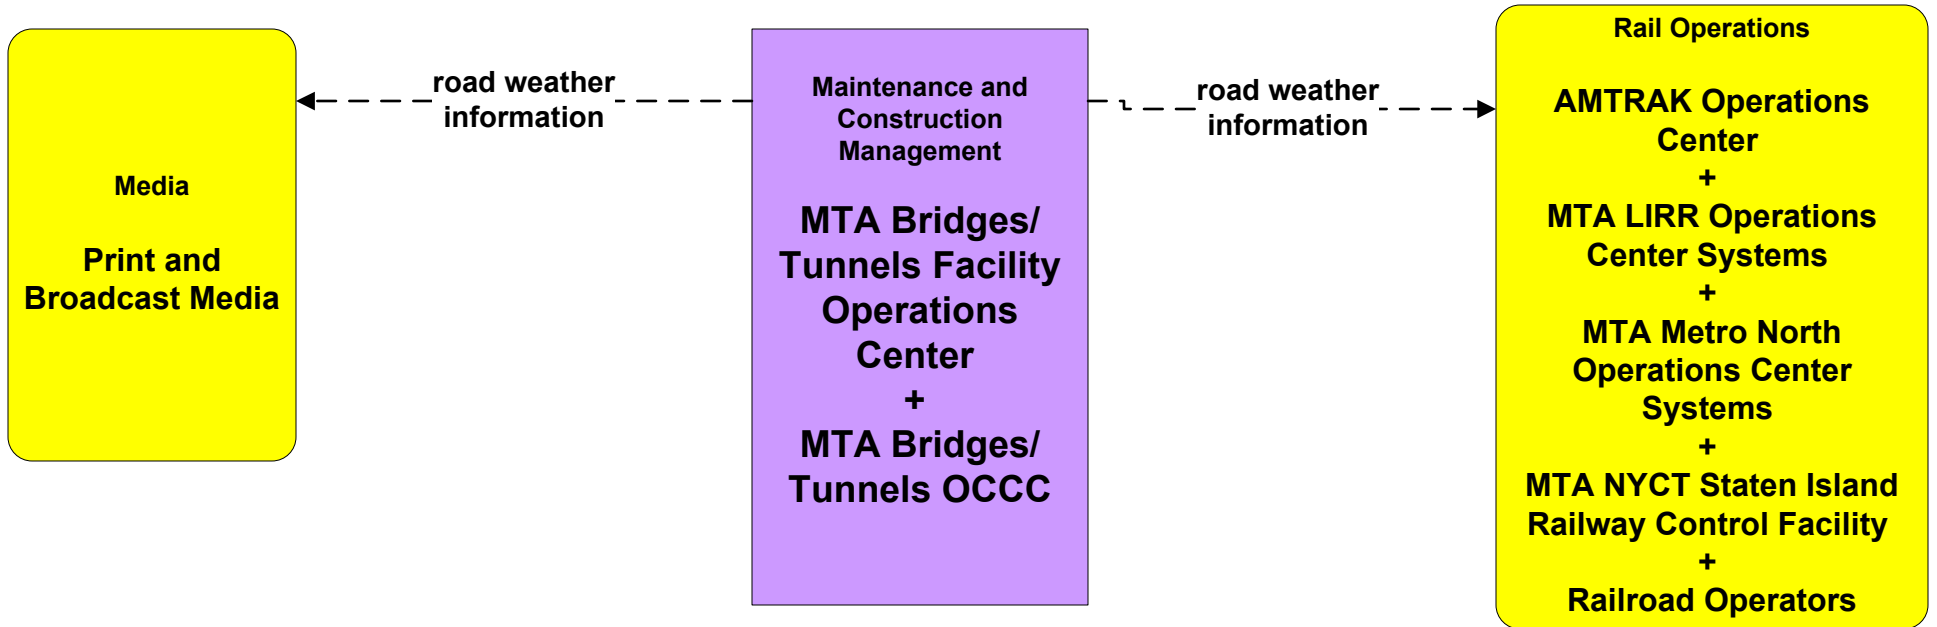 Media
Print and
Broadcast Media
road weather
information
Maintenance and
Construction
Management
MTA Bridges/
Tunnels Facility
Operations
Center
+
MTA Bridges/
Tunnels OCCC
road weather
information
Rail Operations
AMTRAK Operations
Center
+
MTA LIRR Operations
Center Systems
+
MTA Metro North
Operations Center
Systems
+
MTA NYCT Staten Island
Railway Control Facility
+
Railroad Operators